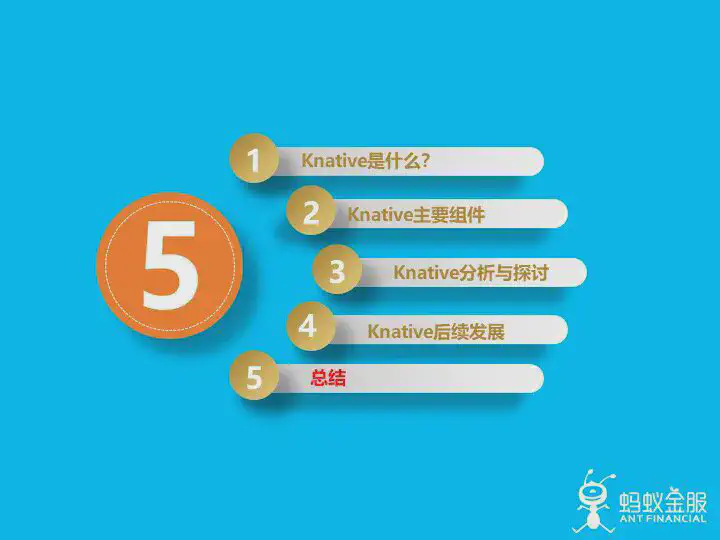 5
1 Knative是什么?
2 Knative主要组件
3 Knative分析与探讨
4 Knative后续发展
5 总结
蚂蚁金服
ANT FINANCIAL